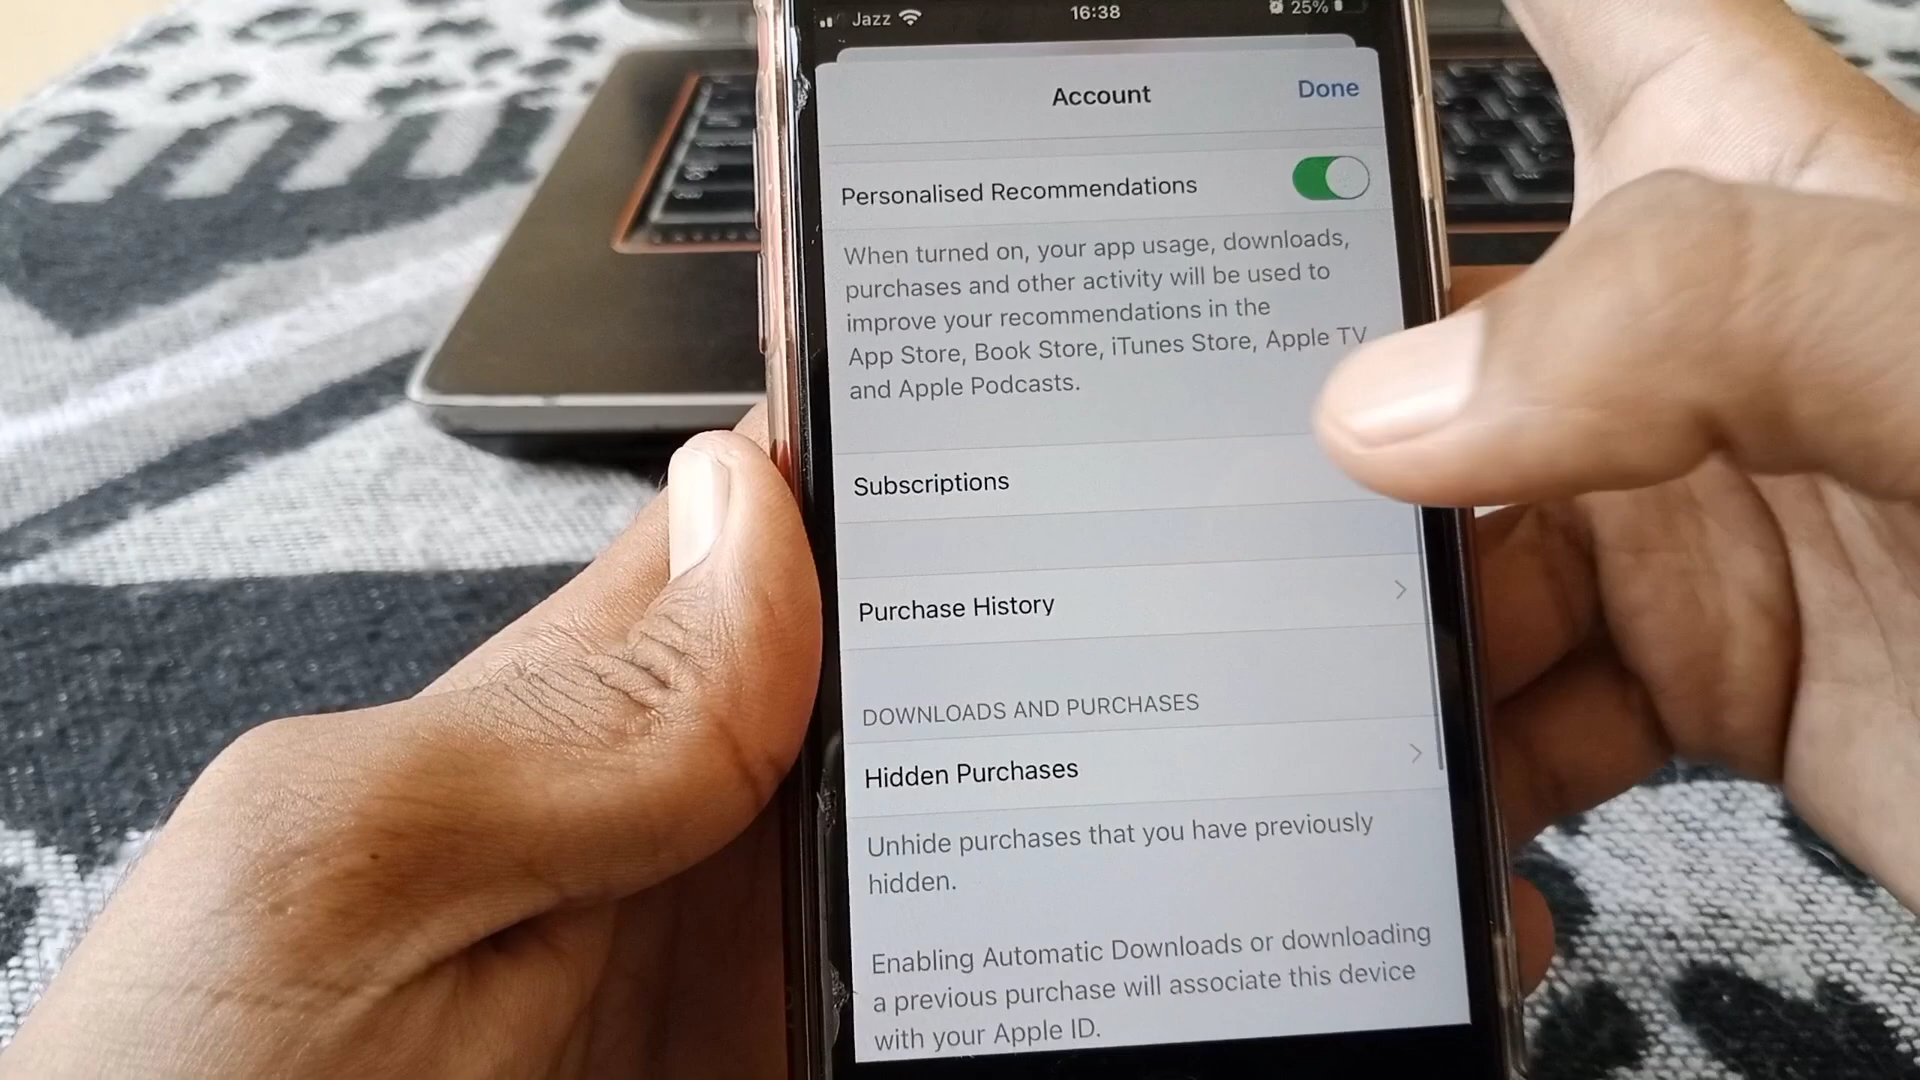 Jazz 16:38 25%
Account Done
Personalised Recommendations
When turned on, your app usage, downloads,
purchases and other activity will be used to
improve your recommendations in the
App Store, Book Store, iTunes Store, Apple TV
and Apple Podcasts.
Subscriptions
Purchase History
DOWNLOADS AND PURCHASES
Hidden Purchases
Unhide purchases that you have previously
hidden.
Enabling Automatic Downloads or downloading
a previous purchase will associate this device
with your Apple ID.